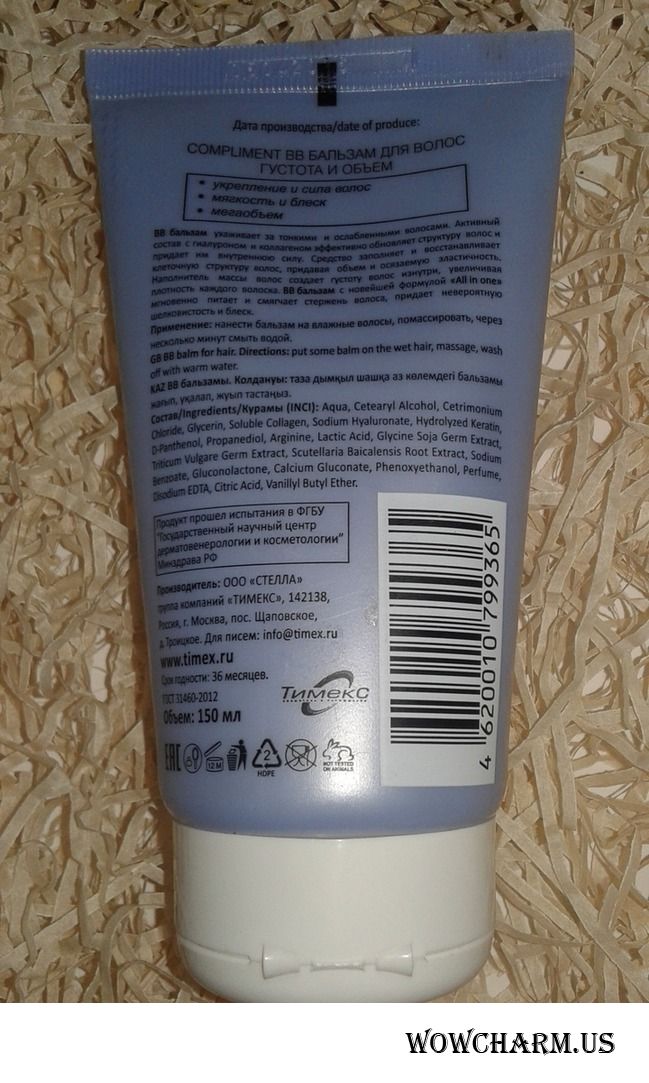 Дата производства/date of produce:
COMPLIMENT BB БАЛЬЗАМ ДЛЯ ВОЛОС
ГУСТОТА И ОБЪЕМ
• укрепление и сила волос
• мягкость и блеск
• мегаобъем
BB бальзам ухаживает за тонкими и ослабленными волосами. Активный
состав с гиалуроном и коллагеном эффективно обновляет структуру волос и
придает им внутреннюю силу. Средство заполняет и восстанавливает
клеточную структуру волос, придавая объем и осязаемую эластичность.
Наполнитель массы волос создает густоту волос изнутри, увеличивая
плотность каждого волоска. BB бальзам с новейшей формулой «All in one»
мгновенно питает и смягчает стержень волоса, придает невероятную
шелковистость и блеск.
Применение: нанести бальзам на влажные волосы, помассировать, через
несколько минут смыть водой.
GB BB balm for hair. Directions: put some balm on the wet hair, massage, wash
off with warm water.
KAZ BB бальзамы. Колдануы: таза дымқыл шашқа аз көлемдегі бальзамы
жағып, уқалап, жуып тастаңыз.
Состав/Ingredients/Курамы (INCI): Aqua, Cetearyl Alcohol, Cetrimonium
Chloride, Glycerin, Soluble Collagen, Sodium Hyaluronate, Hydrolyzed Keratin,
D-Panthenol, Propanediol, Arginine, Lactic Acid, Glycine Soja Germ Extract,
Triticum Vulgare Germ Extract, Scutellaria Baicalensis Root Extract, Sodium
Benzoate, Gluconolactone, Calcium Gluconate, Phenoxyethanol, Perfume,
Disodium EDTA, Citric Acid, Vanillyl Butyl Ether.
Продукт прошел испытания в ФГБУ
"Государственный научный центр
дерматовенерологии и косметологии"
Минздрава РФ
Производитель: ООО «СТЕЛЛА»
группа компаний «ТИМЕКС», 142138,
Россия, г. Москва, пос. Щаповское,
д. Троицкое. Для писем: info@timex.ru
www.timex.ru
Срок годности: 36 месяцев.
ГОСТ 31460-2012
Объем: 150 мл
Тимекс
EAC
12 M
2
HDPE
NOT TESTED
ON ANIMALS
4 620010 799365
WOWCHARM.US